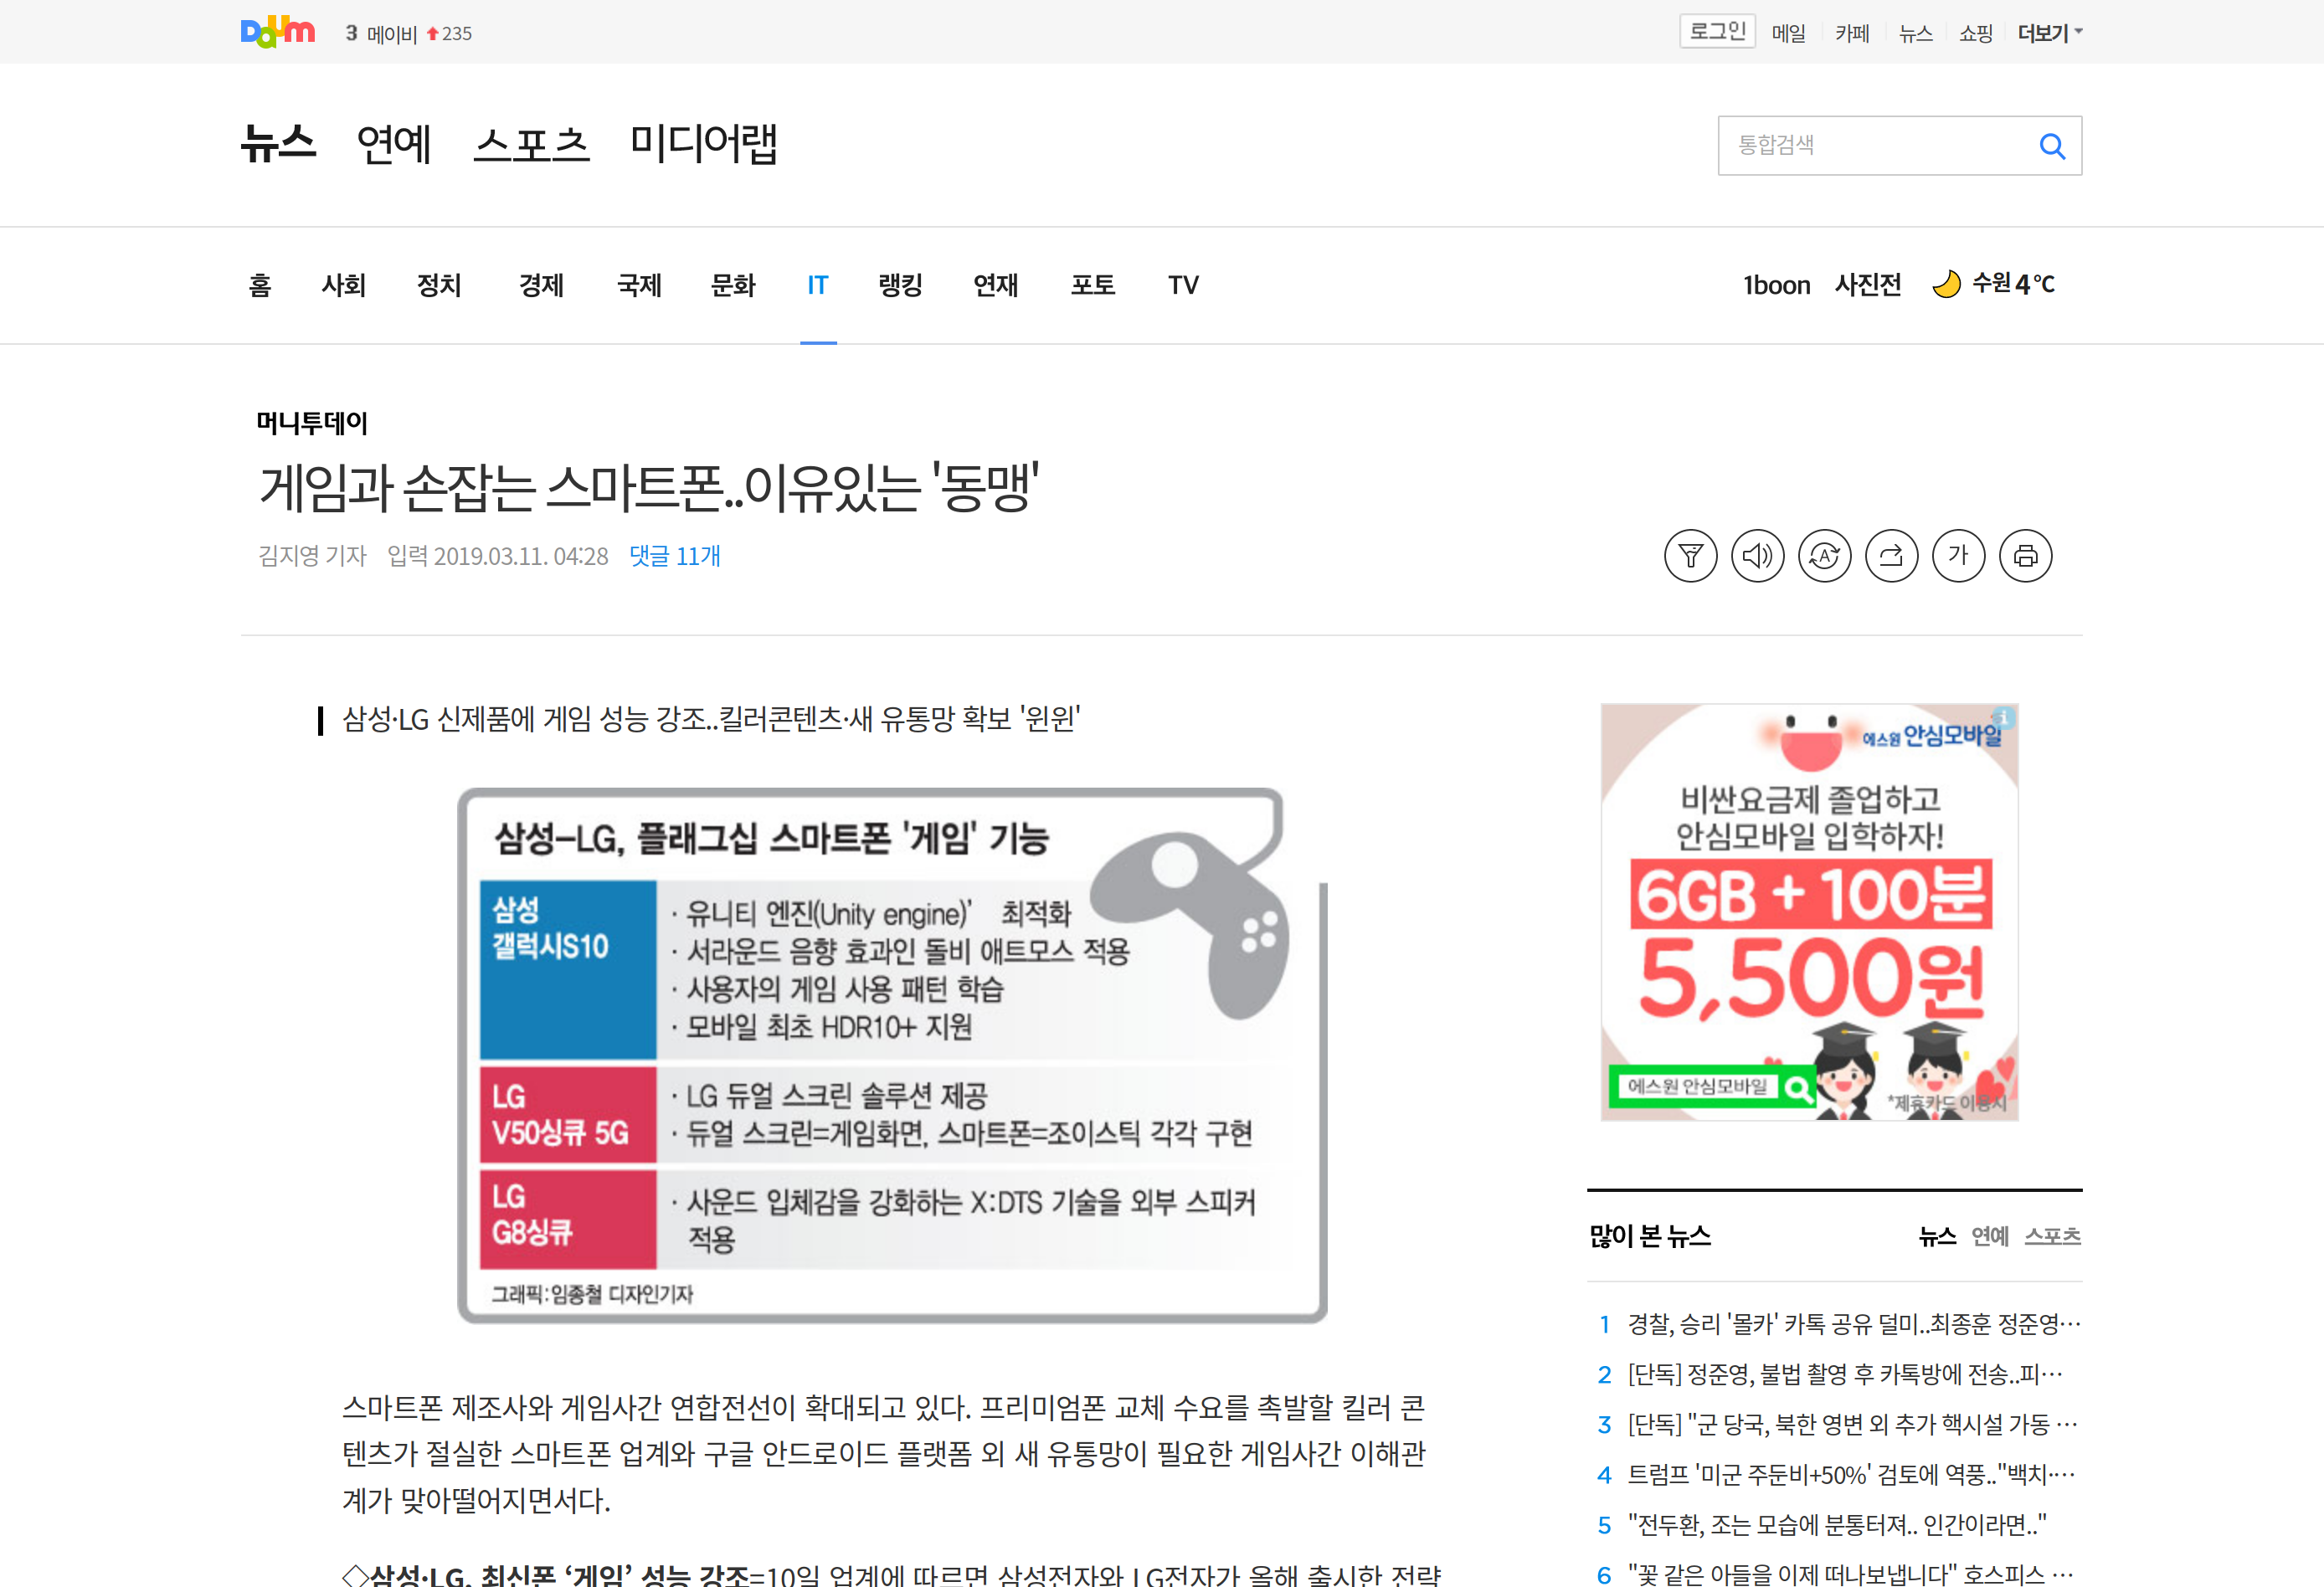 Daum
3 메이비 235
로그인 메일 카페 뉴스 쇼핑 더보기
뉴스 연예 스포츠 미디어랩
통합검색
홈 사회 정치 경제 국제 문화 IT 랭킹 연재 포토 TV
1boon 사진전 수원 4 ℃
머니투데이
게임과 손잡는 스마트폰..이유있는 '동맹'
김지영 기자 입력 2019.03.11. 04:28 댓글 11개
A 가
삼성·LG 신제품에 게임 성능 강조..킬러콘텐츠·새 유통망 확보 '윈윈'
삼성-LG, 플래그십 스마트폰 '게임' 기능
삼성
갤럭시S10
· 유니티 엔진(Unity engine)’ 최적화
· 서라운드 음향 효과인 돌비 애트모스 적용
· 사용자의 게임 사용 패턴 학습
· 모바일 최초 HDR10+ 지원
LG
V50싱큐 5G
· LG 듀얼 스크린 솔루션 제공
· 듀얼 스크린=게임화면, 스마트폰=조이스틱 각각 구현
LG
G8싱큐
· 사운드 입체감을 강화하는 X:DTS 기술을 외부 스피커
적용
그래픽:임종철 디자인기자
스마트폰 제조사와 게임사간 연합전선이 확대되고 있다. 프리미엄폰 교체 수요를 촉발할 킬러 콘
텐츠가 절실한 스마트폰 업계와 구글 안드로이드 플랫폼 외 새 유통망이 필요한 게임사간 이해관
계가 맞아떨어지면서다.
◇삼성·LG, 최신폰 ‘게임’ 성능 강조=10일 업계에 따르면 삼성전자와 LG전자가 올해 출시한 전략
에스원 안심모바일
비싼요금제 졸업하고
안심모바일 입학하자!
6GB + 100분
5,500원
에스원 안심모바일
*제휴카드 이용시
많이 본 뉴스
뉴스 연예 스포츠
1 경찰, 승리 '몰카' 카톡 공유 덜미..최종훈 정준영…
2 [단독] 정준영, 불법 촬영 후 카톡방에 전송..피…
3 [단독] "군 당국, 북한 영변 외 추가 핵시설 가동 …
4 트럼프 '미군 주둔비+50%' 검토에 역풍.."백치·…
5 "전두환, 조는 모습에 분통터져.. 인간이라면.."
6 "꽃 같은 아들을 이제 떠나보냅니다" 호스피스 …